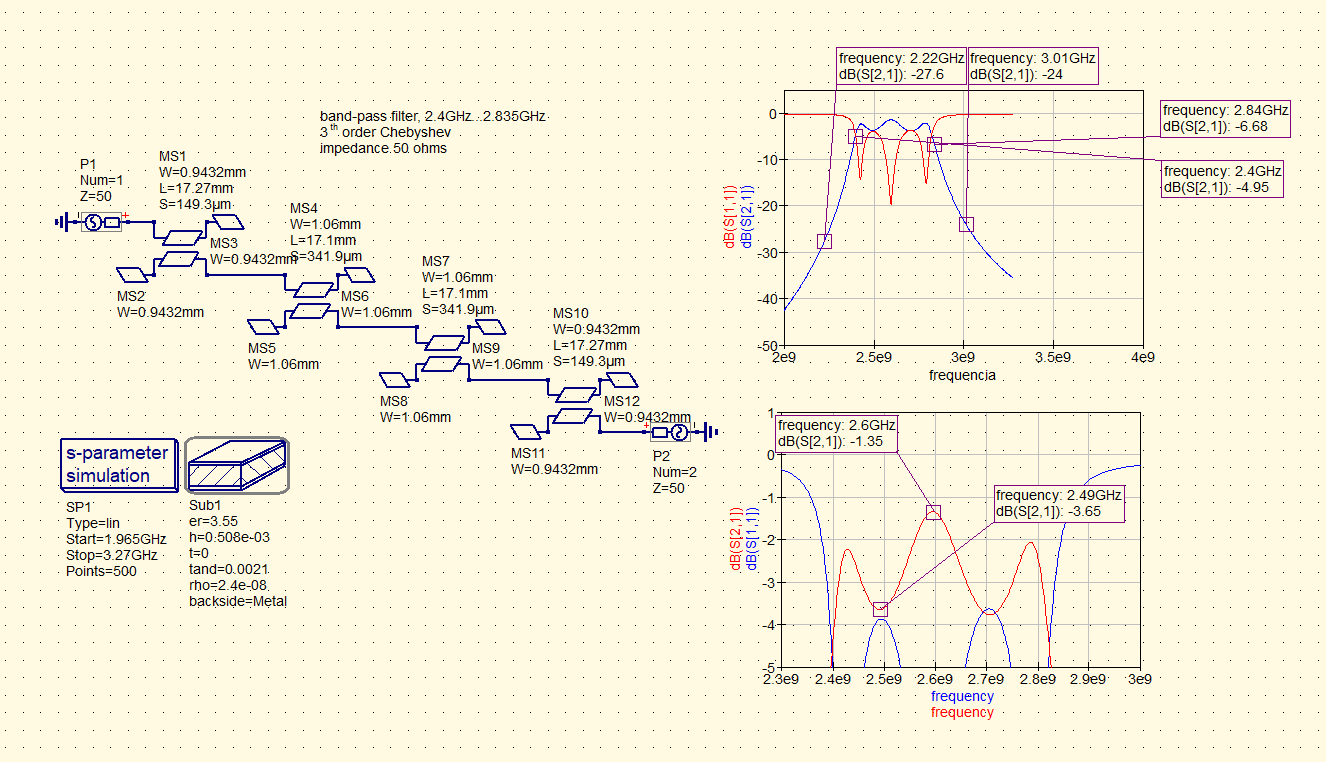 band-pass filter, 2.4GHz...2.835GHz
3 th order Chebyshev
impedance 50 ohms
P1
Num=1
Z=50
MS1
W=0.9432mm
L=17.27mm
S=149.3µm
MS3
W=0.9432mm
MS2
W=0.9432mm
MS4
W=1.06mm
L=17.1mm
S=341.9µm
MS6
W=1.06mm
MS5
W=1.06mm
MS7
W=1.06mm
L=17.1mm
S=341.9µm
MS9
W=1.06mm
MS8
W=1.06mm
MS10
W=0.9432mm
L=17.27mm
S=149.3µm
MS12
W=0.9432mm
MS11
W=0.9432mm
P2
Num=2
Z=50
s-parameter
simulation
SP1
Type=lin
Start=1.965GHz
Stop=3.27GHz
Points=500
Sub1
er=3.55
h=0.508e-03
t=0
tand=0.0021
rho=2.4e-08
backside=Metal
frequency: 2.22GHz
dB(S[2,1]): -27.6
frequency: 3.01GHz
dB(S[2,1]): -24
frequency: 2.84GHz
dB(S[2,1]): -6.68
frequency: 2.4GHz
dB(S[2,1]): -4.95
dB(S[1,1])
dB(S[2,1])
0
-10
-20
-30
-40
-50
2e9
2.5e9
3e9
3.5e9
4e9
frequencia
frequency: 2.6GHz
dB(S[2,1]): -1.35
frequency: 2.49GHz
dB(S[2,1]): -3.65
dB(S[2,1])
dB(S[1,1])
1
0
-1
-2
-3
-4
-5
2.3e9
2.4e9
2.5e9
2.6e9
2.7e9
2.8e9
2.9e9
3e9
frequency
frequency